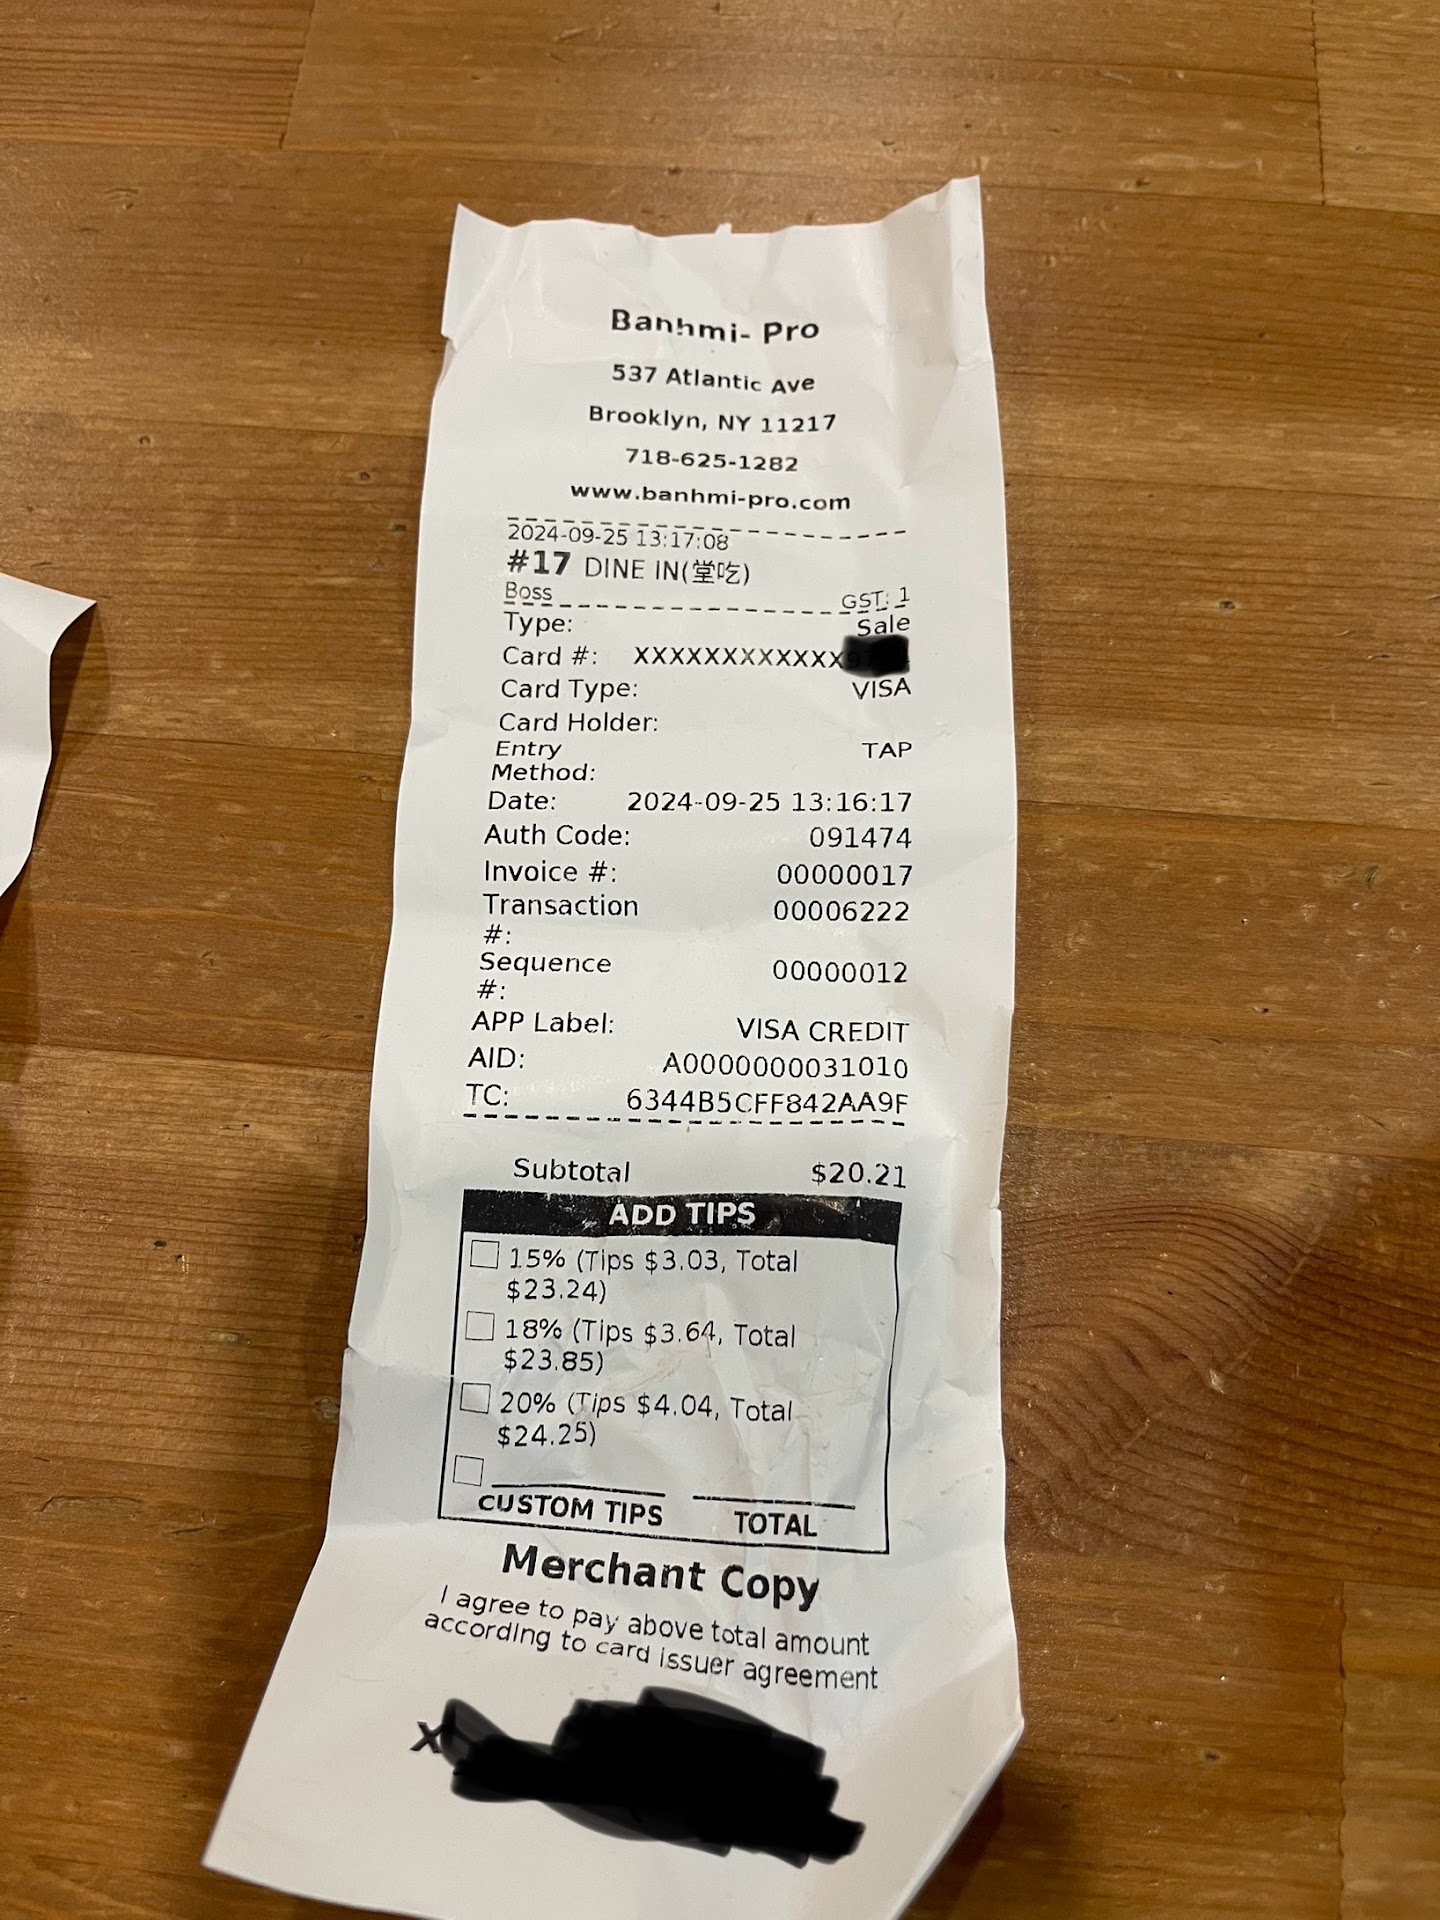 Banhmi- Pro
537 Atlantic Ave
Brooklyn, NY 11217
718-625-1282
www.banhmi-pro.com
2024-09-25 13:17:08
#17 DINE IN(堂吃)
Boss GST: 1
Type: Sale
Card #: XXXXXXXXXXXX
Card Type: VISA
Card Holder:
Entry TAP
Method:
Date: 2024-09-25 13:16:17
Auth Code: 091474
Invoice #: 00000017
Transaction 00006222
#:
Sequence 00000012
#:
APP Label: VISA CREDIT
AID: A0000000031010
TC: 6344B5CFF842AA9F
Subtotal $20.21
ADD TIPS
15% (Tips $3.03, Total
$23.24)
18% (Tips $3.64, Total
$23.85)
20% (Tips $4.04, Total
$24.25)
CUSTOM TIPS TOTAL
Merchant Copy
I agree to pay above total amount
according to card issuer agreement
X